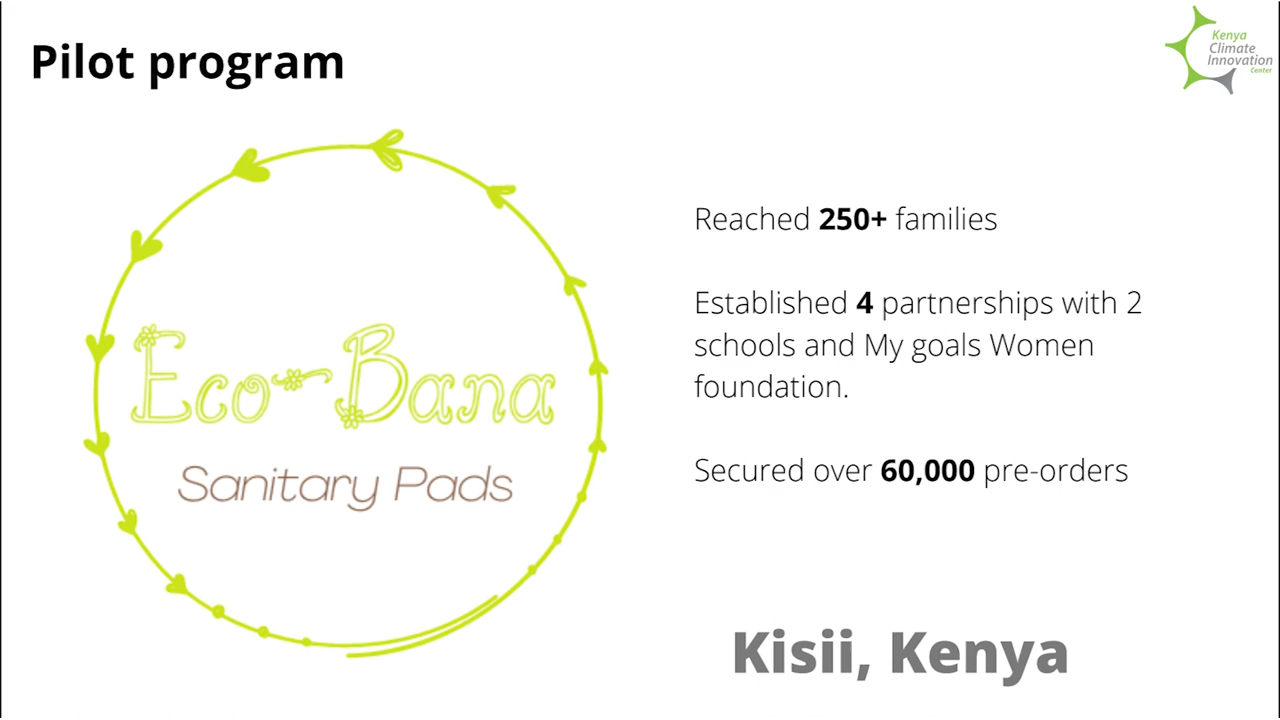 Pilot program
Kenya
Climate
Innovation
Center
Eco-Bana
Sanitary Pads
Reached 250+ families
Established 4 partnerships with 2
schools and My goals Women
foundation.
Secured over 60,000 pre-orders
Kisii, Kenya